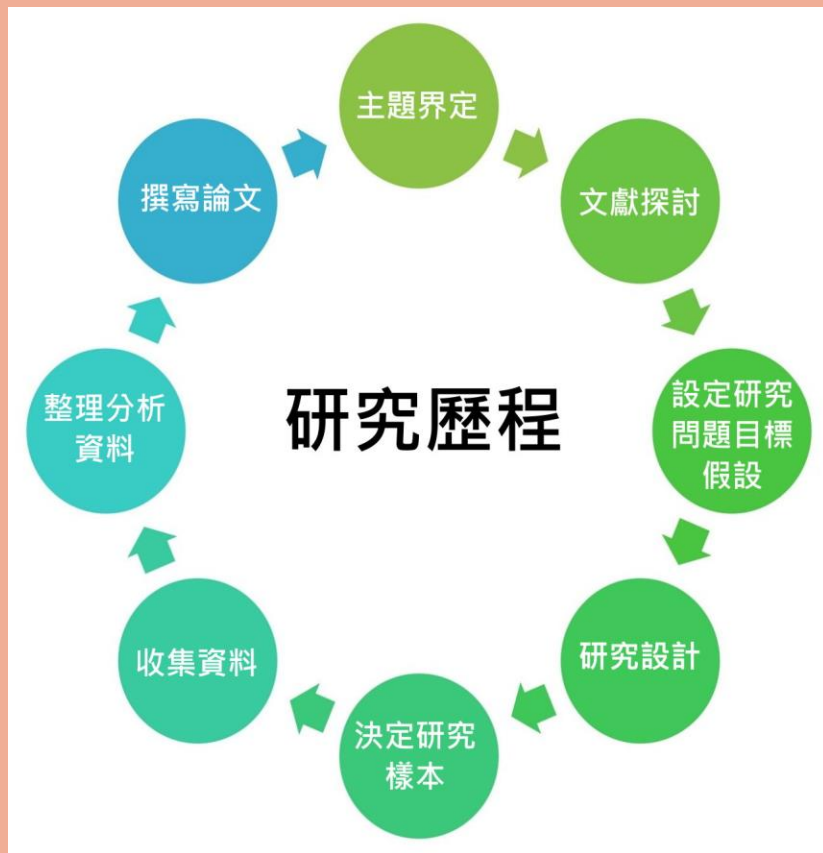 主題界定
文獻探討
設定研究
問題目標
假設
研究設計
決定研究
樣本
收集資料
整理分析
資料
撰寫論文
研究歷程